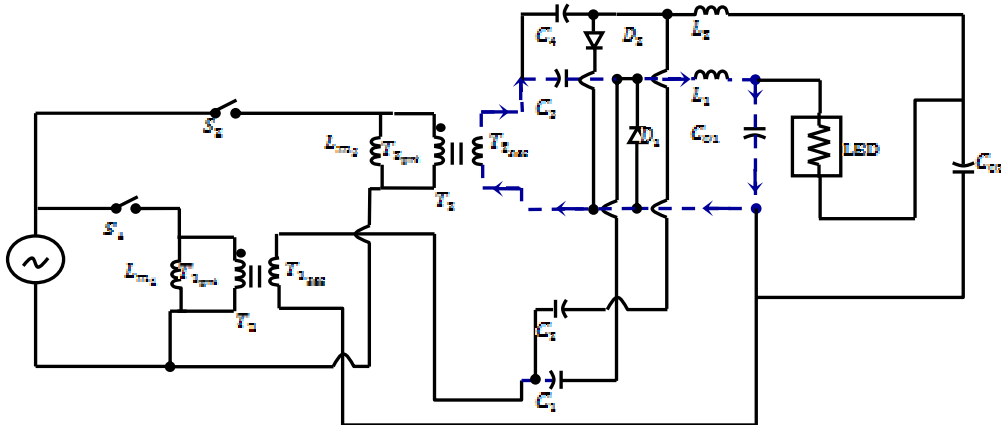 C4
D2
L2
C3
L1
S2
Lm2
T2pri
T2sec
D1
Co1
LED
Co2
T2
S1
Lm1
T1pri
T1sec
T1
C2
C1